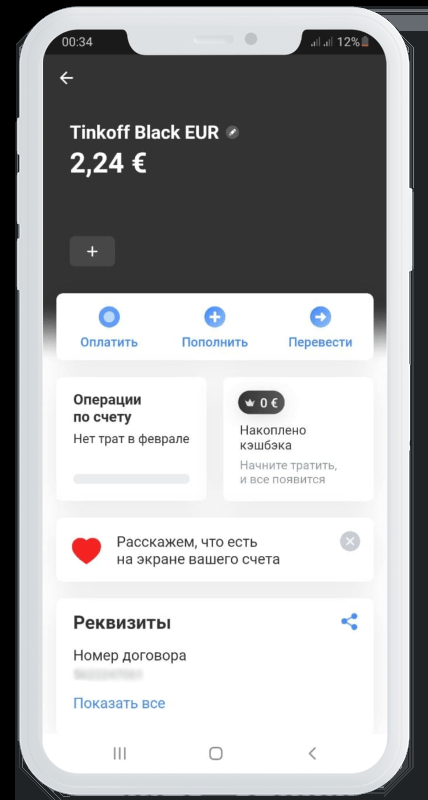 00:34
12%
Tinkoff Black EUR
2,24 €
Оплатить
Пополнить
Перевести
Операции
по счету
Нет трат в феврале
0 €
Накоплено
кэшбэка
Начните тратить,
и все появится
Расскажем, что есть
на экране вашего счета
Реквизиты
Номер договора
Показать все